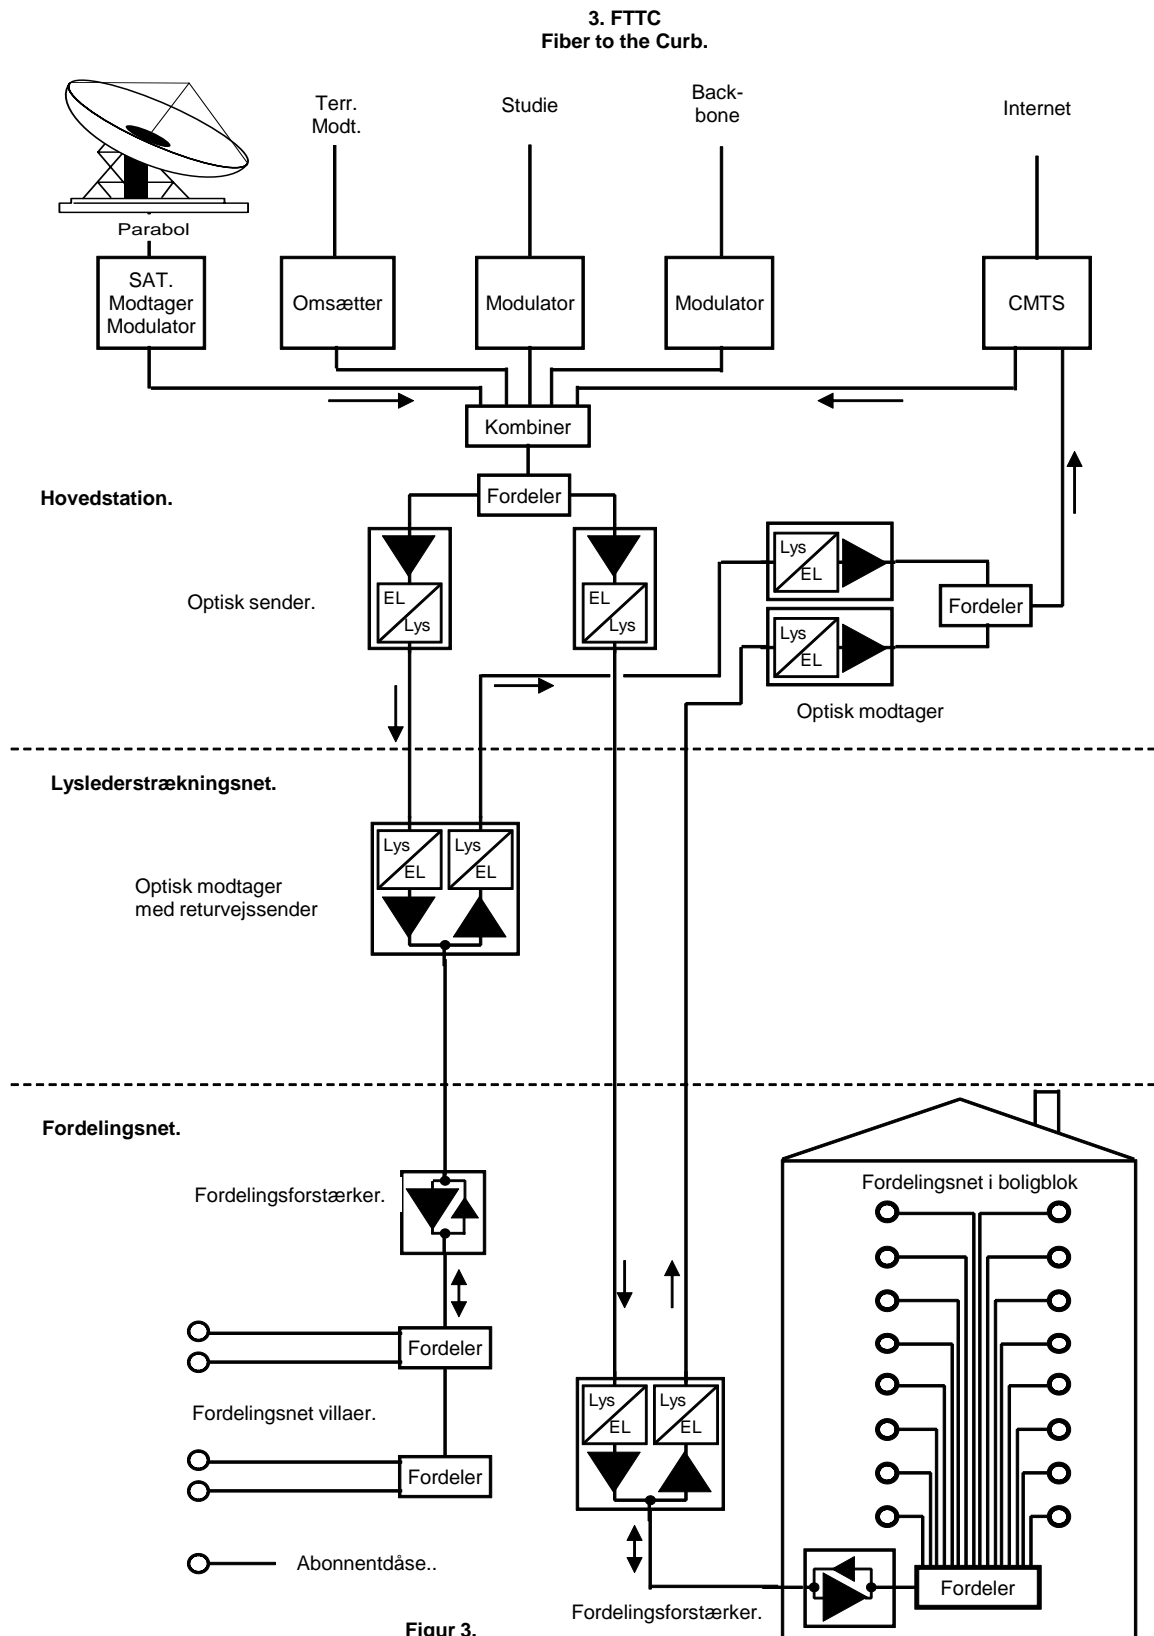 3. FTTC
Fiber to the Curb.
Terr.
Modt.
Studie
Back-
bone
Internet
Parabol
SAT.
Modtager
Modulator
Omsætter
Modulator
Modulator
CMTS
Kombiner
Fordeler
Hovedstation.
Optisk sender.
EL
Lys
EL
Lys
Lys
EL
Lys
EL
Fordeler
Optisk modtager
Lyslederstrækningsnet.
Optisk modtager
med returvejssender
Lys
EL
Lys
EL
Fordelingsnet.
Fordelingsforstærker.
Fordelingsnet i boligblok
Fordeler
Fordelingsnet villaer.
Fordeler
Lys
EL
Lys
EL
Abonnentdåse..
Fordelingsforstærker.
Fordeler
Figur 3.